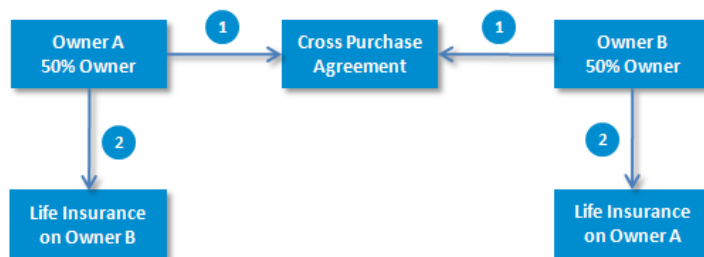 Owner A
50% Owner
1
Cross Purchase
Agreement
1
Owner B
50% Owner
2
2
Life Insurance
on Owner B
Life Insurance
on Owner A